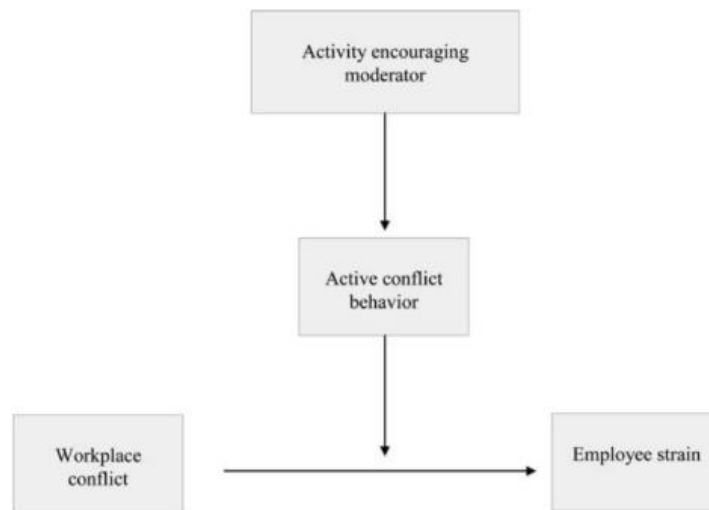 Activity encouraging
moderator
Active conflict
behavior
Workplace
conflict
Employee strain